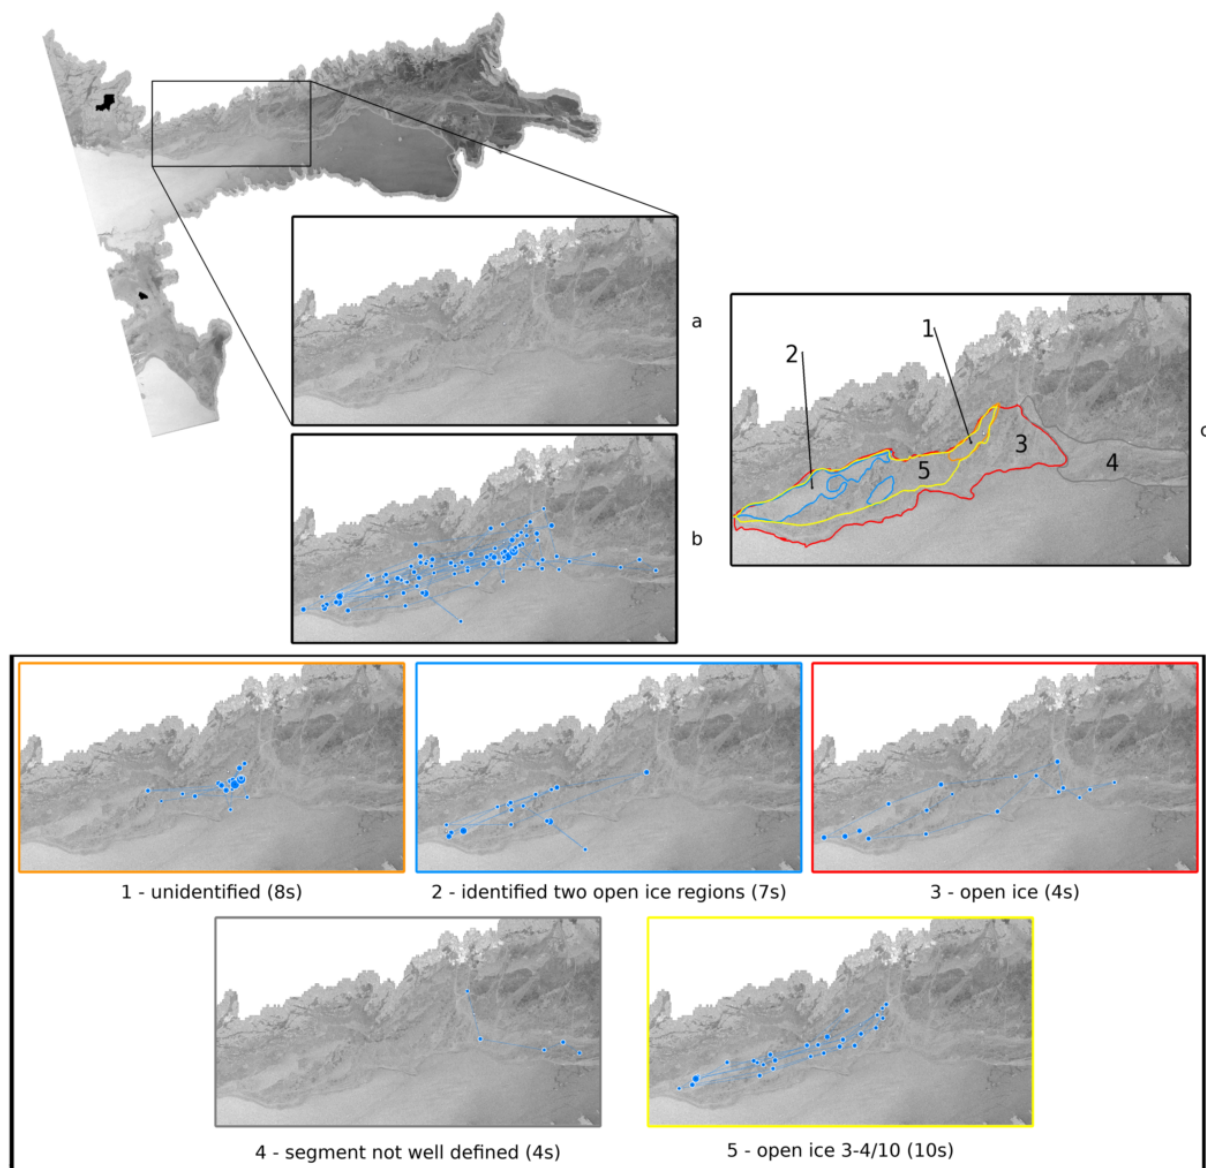 a
b
c
1
2
3
4
5
1 - unidentified (8s)
2 - identified two open ice regions (7s)
3 - open ice (4s)
4 - segment not well defined (4s)
5 - open ice 3-4/10 (10s)